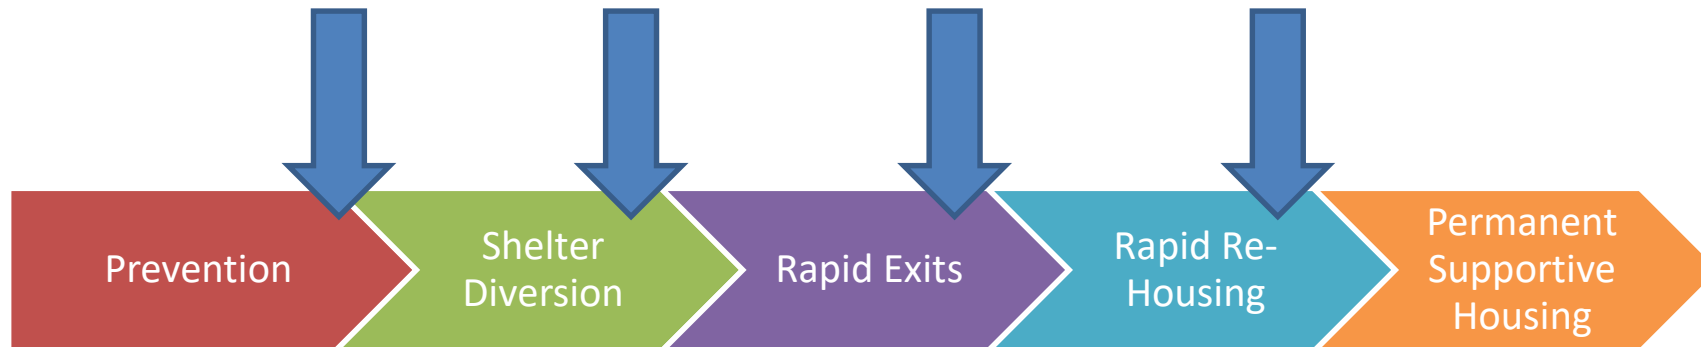 Prevention
Shelter
Diversion
Rapid Exits
Rapid Re-
Housing
Permanent
Supportive
Housing